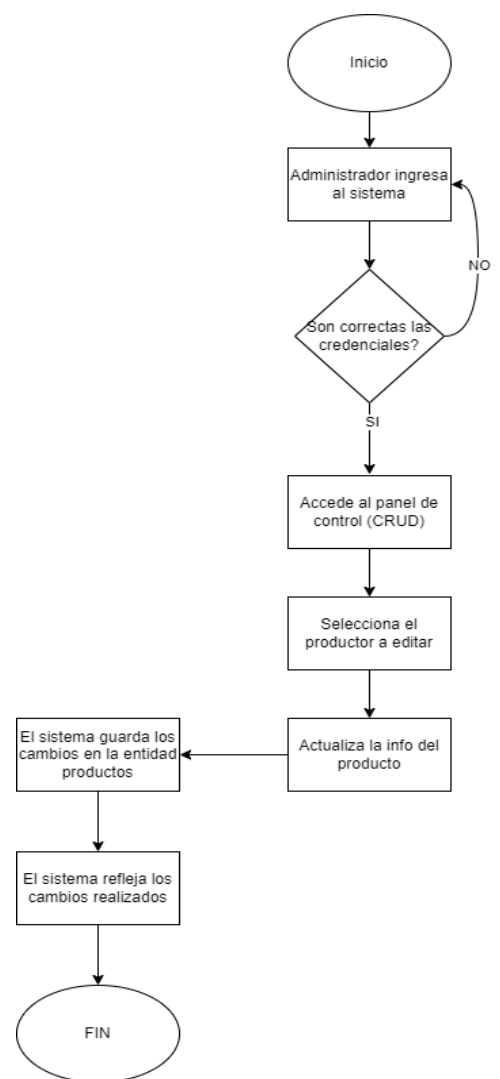 Inicio
Administrador ingresa
al sistema
NO
Son correctas las
credenciales?
SI
Accede al panel de
control (CRUD)
Selecciona el
productor a editar
Actualiza la info del
producto
El sistema guarda los
cambios en la entidad
productos
El sistema refleja los
cambios realizados
FIN